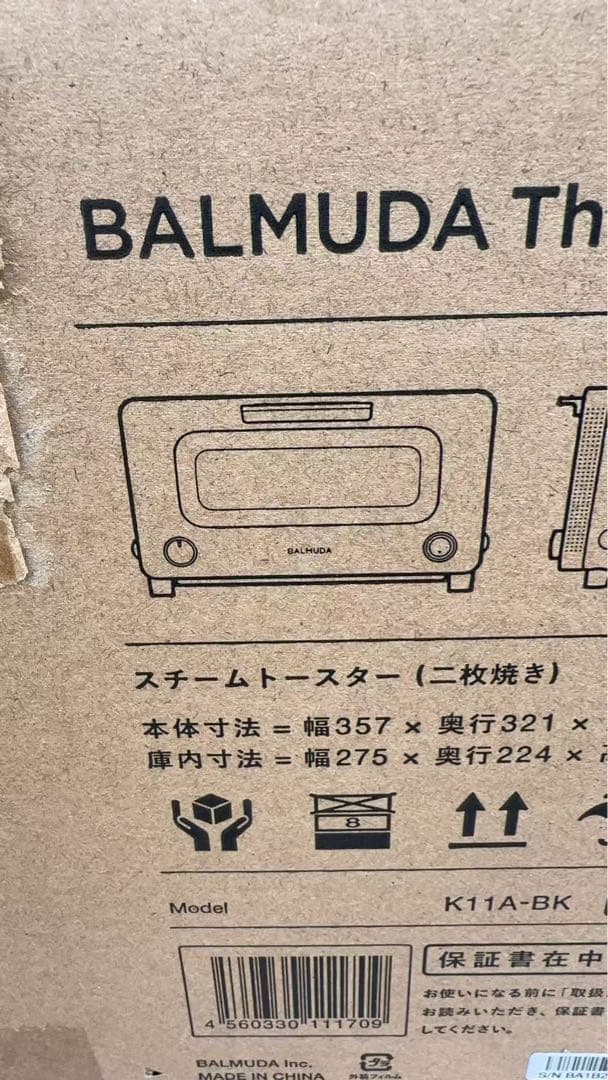 BALMUDA Th
BALMUDA
スチームトースター (二枚焼き)
本体寸法 = 幅357 × 奥行321 ×
庫内寸法 = 幅275 × 奥行224 ×
8
Model K11A-BK
保証書在中
4 560330 111709
お使いになる前に「取扱
お読みいただき、保証書
してください。
BALMUDA Inc.
MADE IN CHINA
プラ
外装フィルム
S/N BA1B2